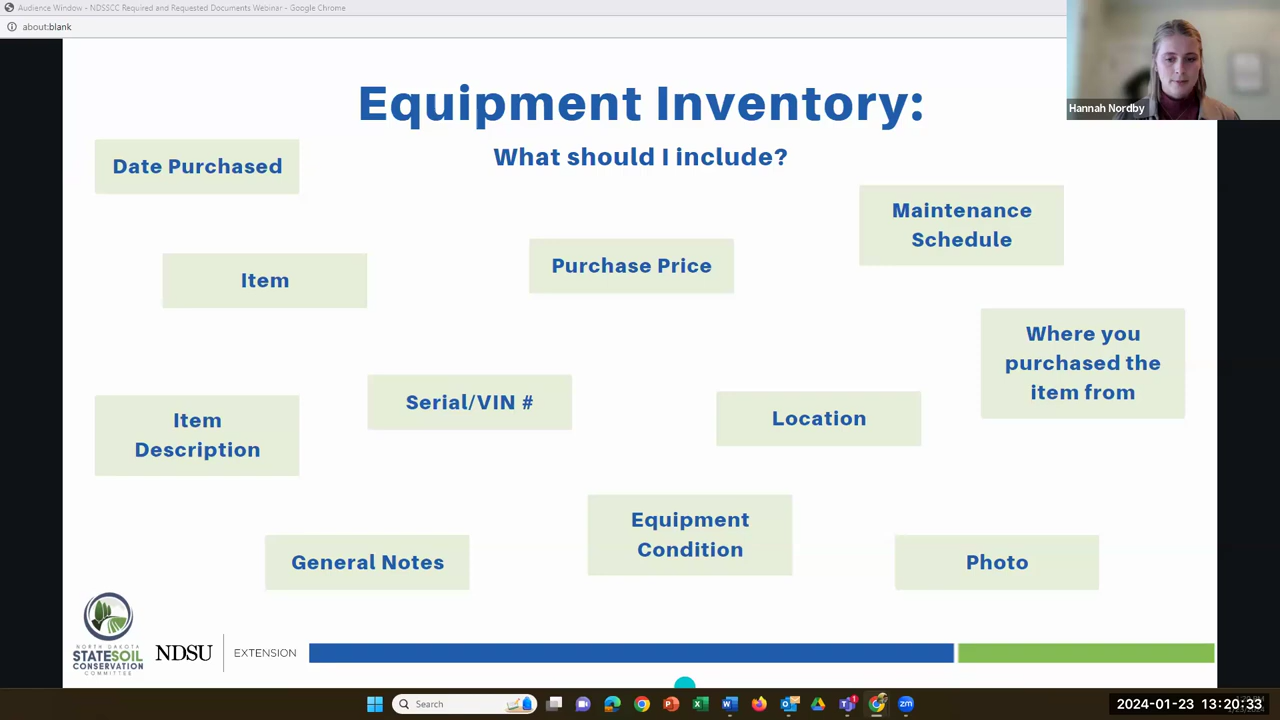 Audience Window - NDSSCC Required and Requested Documents Webinar - Google Chrome
about:blank
Hannah Nordby
Equipment Inventory:
What should I include?
Date Purchased
Maintenance
Schedule
Item
Purchase Price
Where you
purchased the
item from
Item
Description
Serial/VIN #
Location
General Notes
Equipment
Condition
Photo
NORTH DAKOTA
STATE SOIL
CONSERVATION
COMMITTEE
NDSU
EXTENSION
Search
2024-01-23 13:20:33